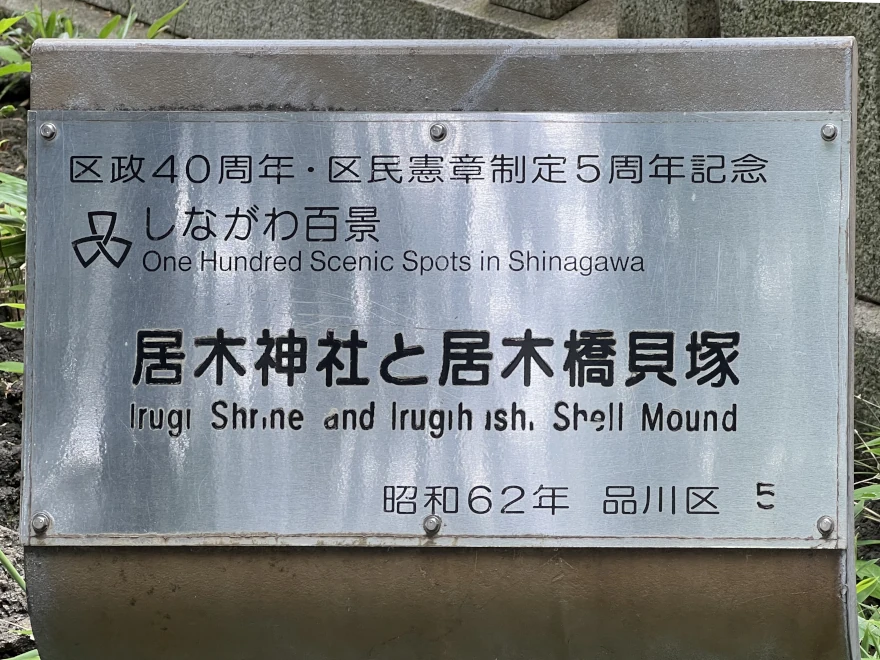 区政40周年・区民憲章制定5周年記念
しながわ百景
One Hundred Scenic Spots in Shinagawa
居木神社と居木橋貝塚
Irugi Shrine and Irugibashi Shell Mound
昭和62年 品川区 5